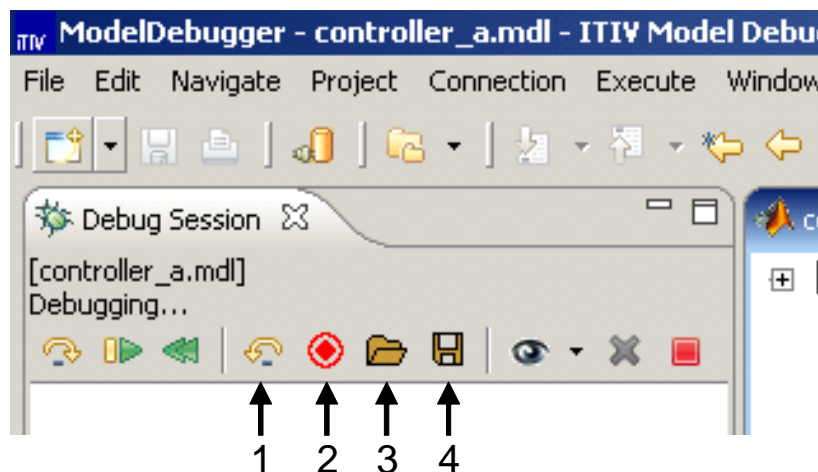 ITIV ModelDebugger - controller_a.mdl - ITIV Model Debu
File Edit Navigate Project Connection Execute Window
Debug Session
[controller_a.mdl]
Debugging...
1 2 3 4